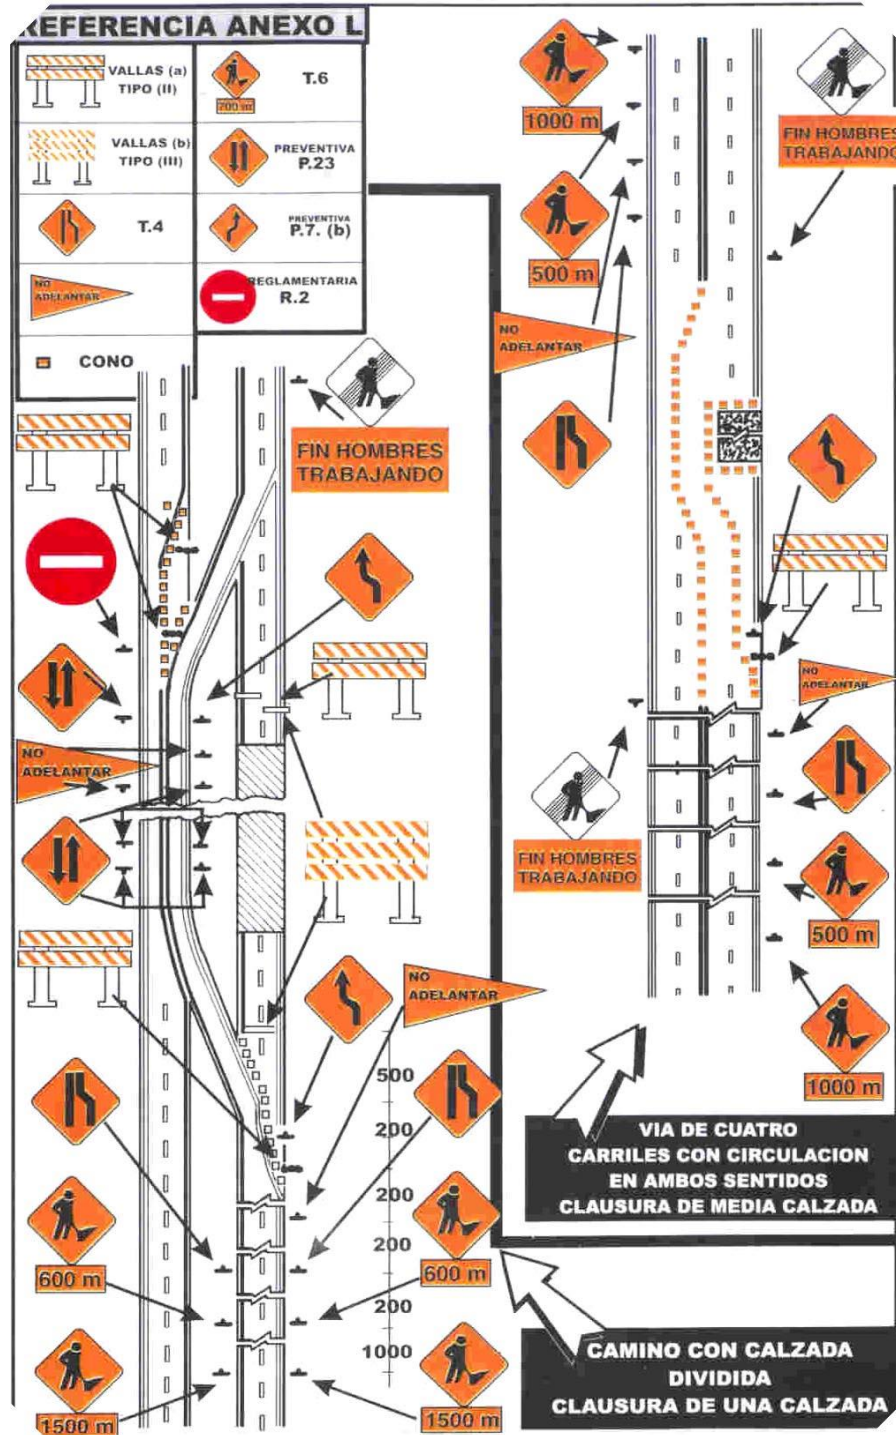 REFERENCIA ANEXO L
VALLAS (a)
TIPO (II)
200 m
T.6
VALLAS (b)
TIPO (III)
PREVENTIVA
P.23
T.4
PREVENTIVA
P.7. (b)
NO
ADELANTAR
REGLAMENTARIA
R.2
CONO
FIN HOMBRES
TRABAJANDO
NO
ADELANTAR
NO
ADELANTAR
500
200
200
200
200
1000
600 m
600 m
1500 m
1500 m
1000 m
500 m
FIN HOMBRES
TRABAJANDO
NO
ADELANTAR
NO
ADELANTAR
FIN HOMBRES
TRABAJANDO
500 m
1000 m
VIA DE CUATRO
CARRILES CON CIRCULACION
EN AMBOS SENTIDOS
CLAUSURA DE MEDIA CALZADA
CAMINO CON CALZADA
DIVIDIDA
CLAUSURA DE UNA CALZADA